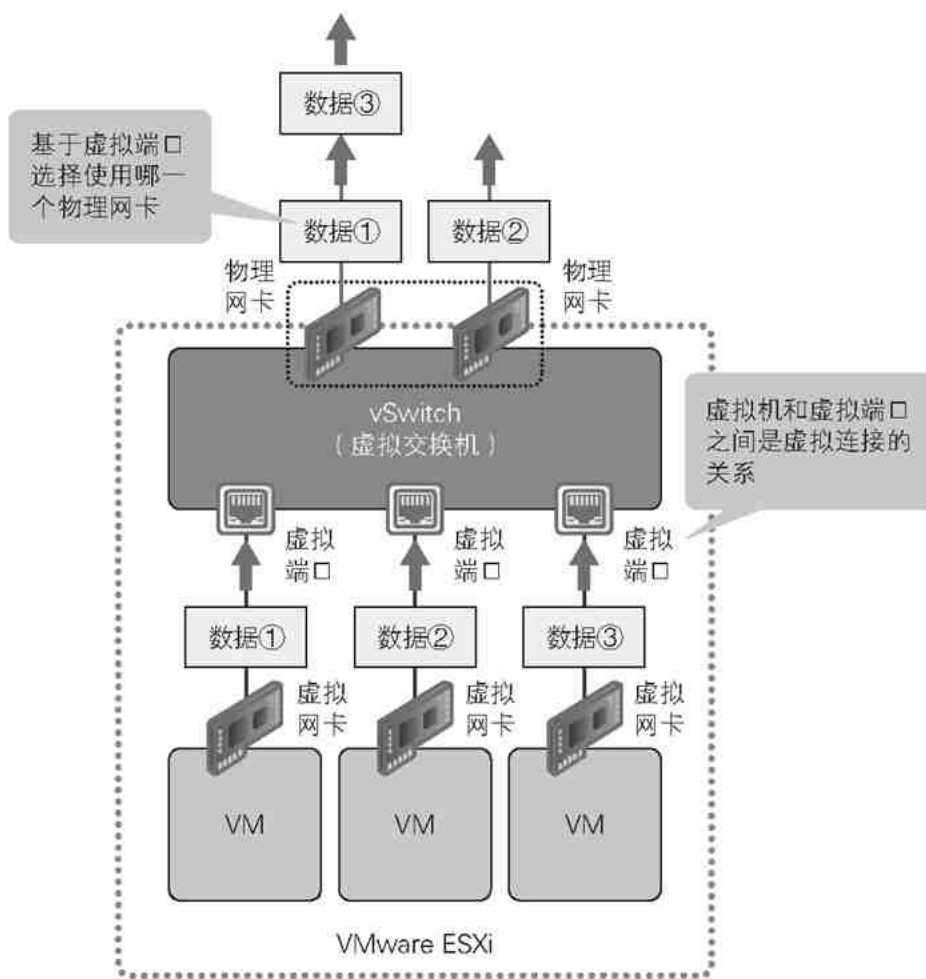 数据③
基于虚拟端口
选择使用哪一
个物理网卡
数据①
数据②
物理
网卡
物理
网卡
vSwitch
（虚拟交换机）
虚拟机和虚拟端口
之间是虚拟连接的
关系
虚拟
端口
虚拟
端口
虚拟
端口
数据①
数据②
数据③
虚拟
网卡
虚拟
网卡
虚拟
网卡
VM
VM
VM
VMware ESXi